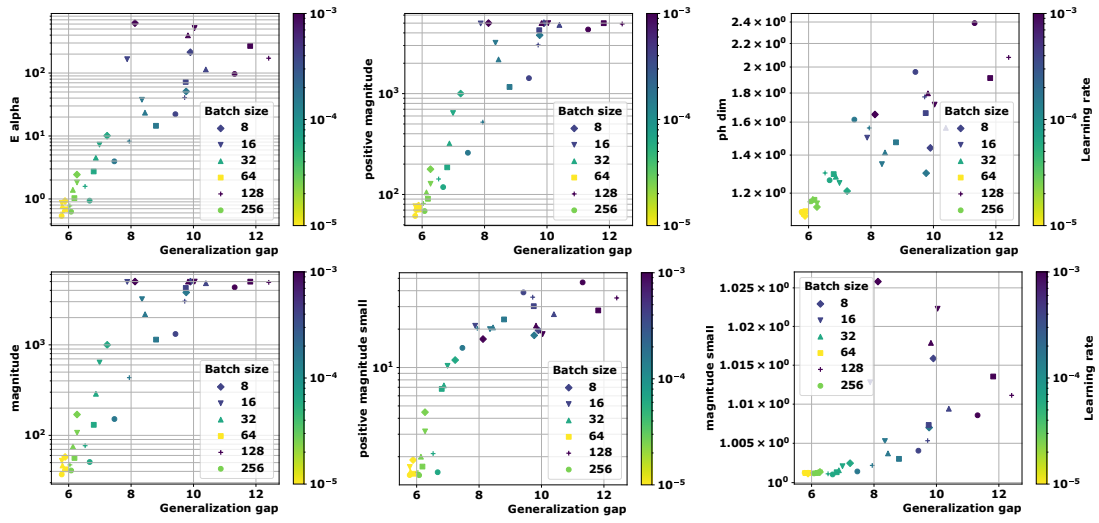 E alpha
10³
10²
10¹
10⁰
6 8 10 12
Generalization gap
Batch size
8
16
32
64
128
256
10⁻³
10⁻⁴
10⁻⁵
positive magnitude
10³
10²
6 8 10 12
Generalization gap
Batch size
8
16
32
64
128
256
10⁻³
10⁻⁴
10⁻⁵
ph dim
2.4 × 10⁰
2.2 × 10⁰
2 × 10⁰
1.8 × 10⁰
1.6 × 10⁰
1.4 × 10⁰
1.2 × 10⁰
6 8 10 12
Generalization gap
Batch size
8
16
32
64
128
256
10⁻³
10⁻⁴
10⁻⁵
Learning rate
magnitude
10³
10²
6 8 10 12
Generalization gap
Batch size
8
16
32
64
128
256
10⁻³
10⁻⁴
10⁻⁵
positive magnitude small
10¹
6 8 10 12
Generalization gap
Batch size
8
16
32
64
128
256
10⁻³
10⁻⁴
10⁻⁵
magnitude small
1.025 × 10⁰
1.02 × 10⁰
1.015 × 10⁰
1.01 × 10⁰
1.005 × 10⁰
10⁰
6 8 10 12
Generalization gap
Batch size
8
16
32
64
128
256
10⁻³
10⁻⁴
10⁻⁵
Learning rate